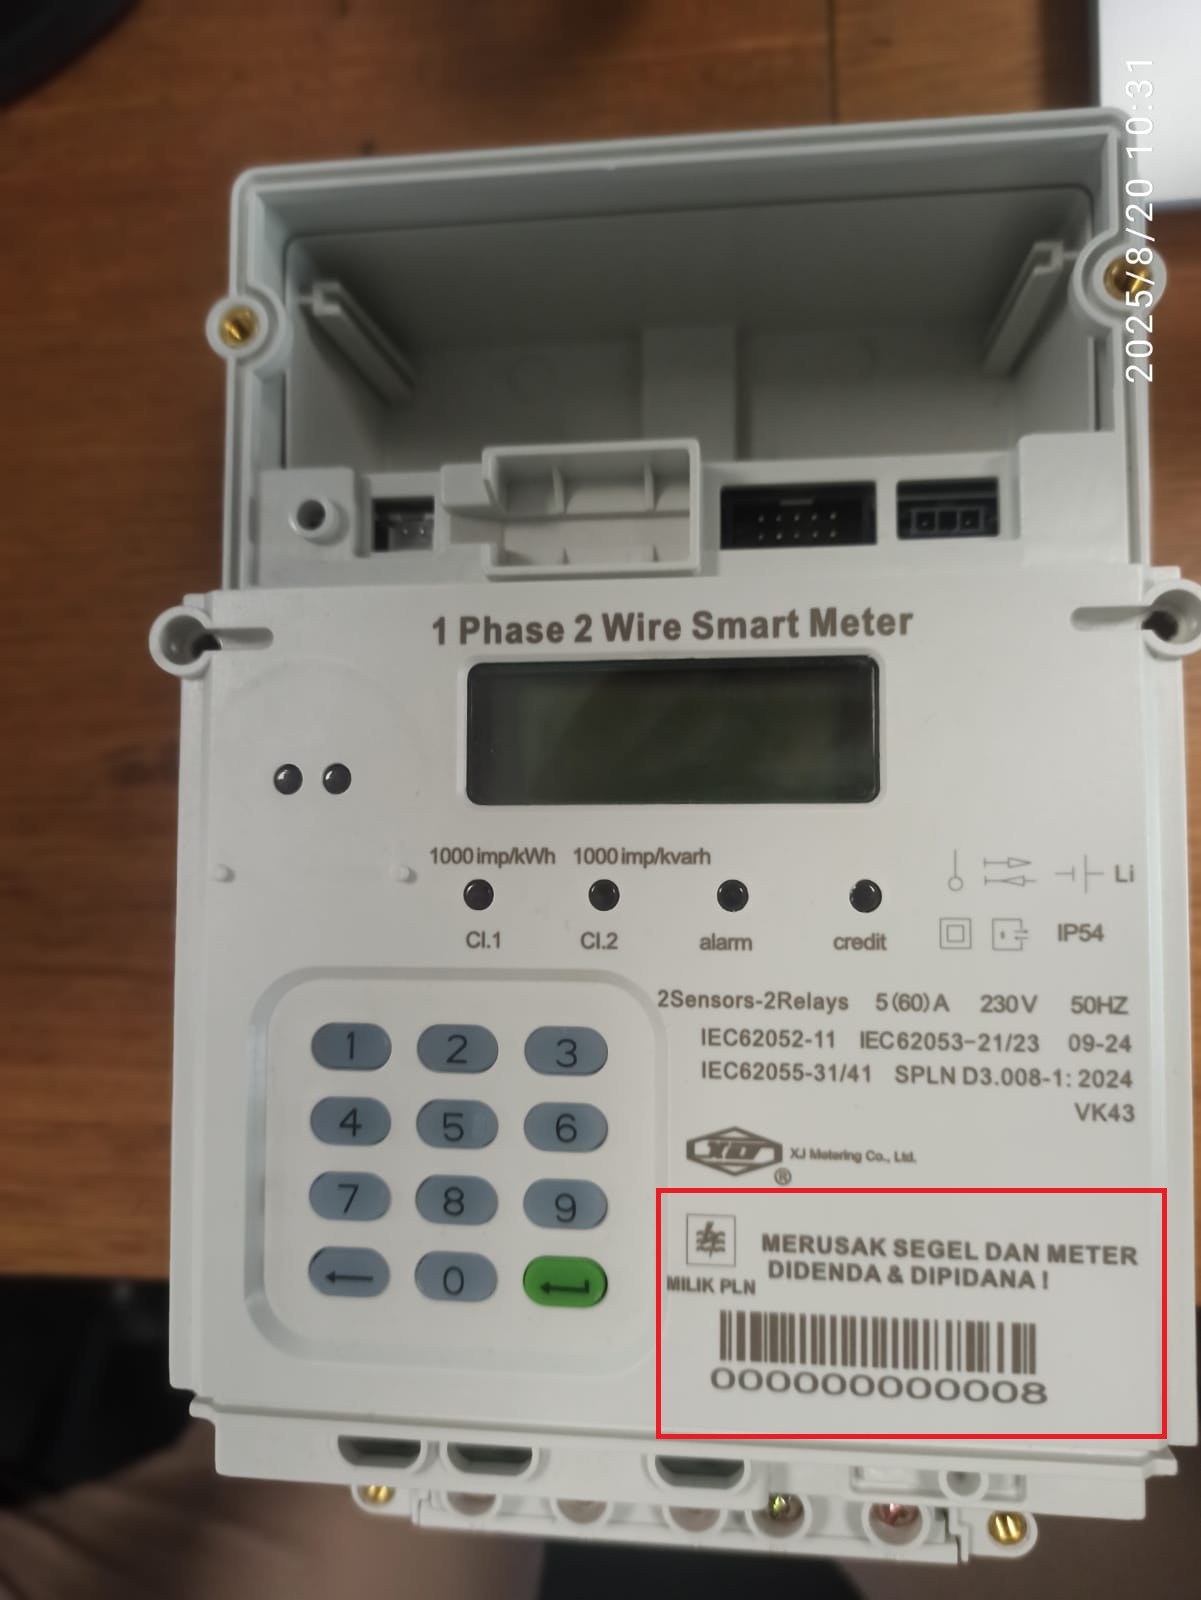 2025/8/20 10:31
1 Phase 2 Wire Smart Meter
1000 imp/kWh 1000 imp/kvarh
Cl.1 Cl.2 alarm credit
Li
IP54
2Sensors-2Relays 5(60)A 230V 50HZ
IEC62052-11 IEC62053-21/23 09-24
IEC62055-31/41 SPLN D3.008-1: 2024
VK43
XJ Metering Co., Ltd.
®
1 2 3
4 5 6
7 8 9
0
MERUSAK SEGEL DAN METER
DIDENDA & DIPIDANA !
MILIK PLN
000000000008